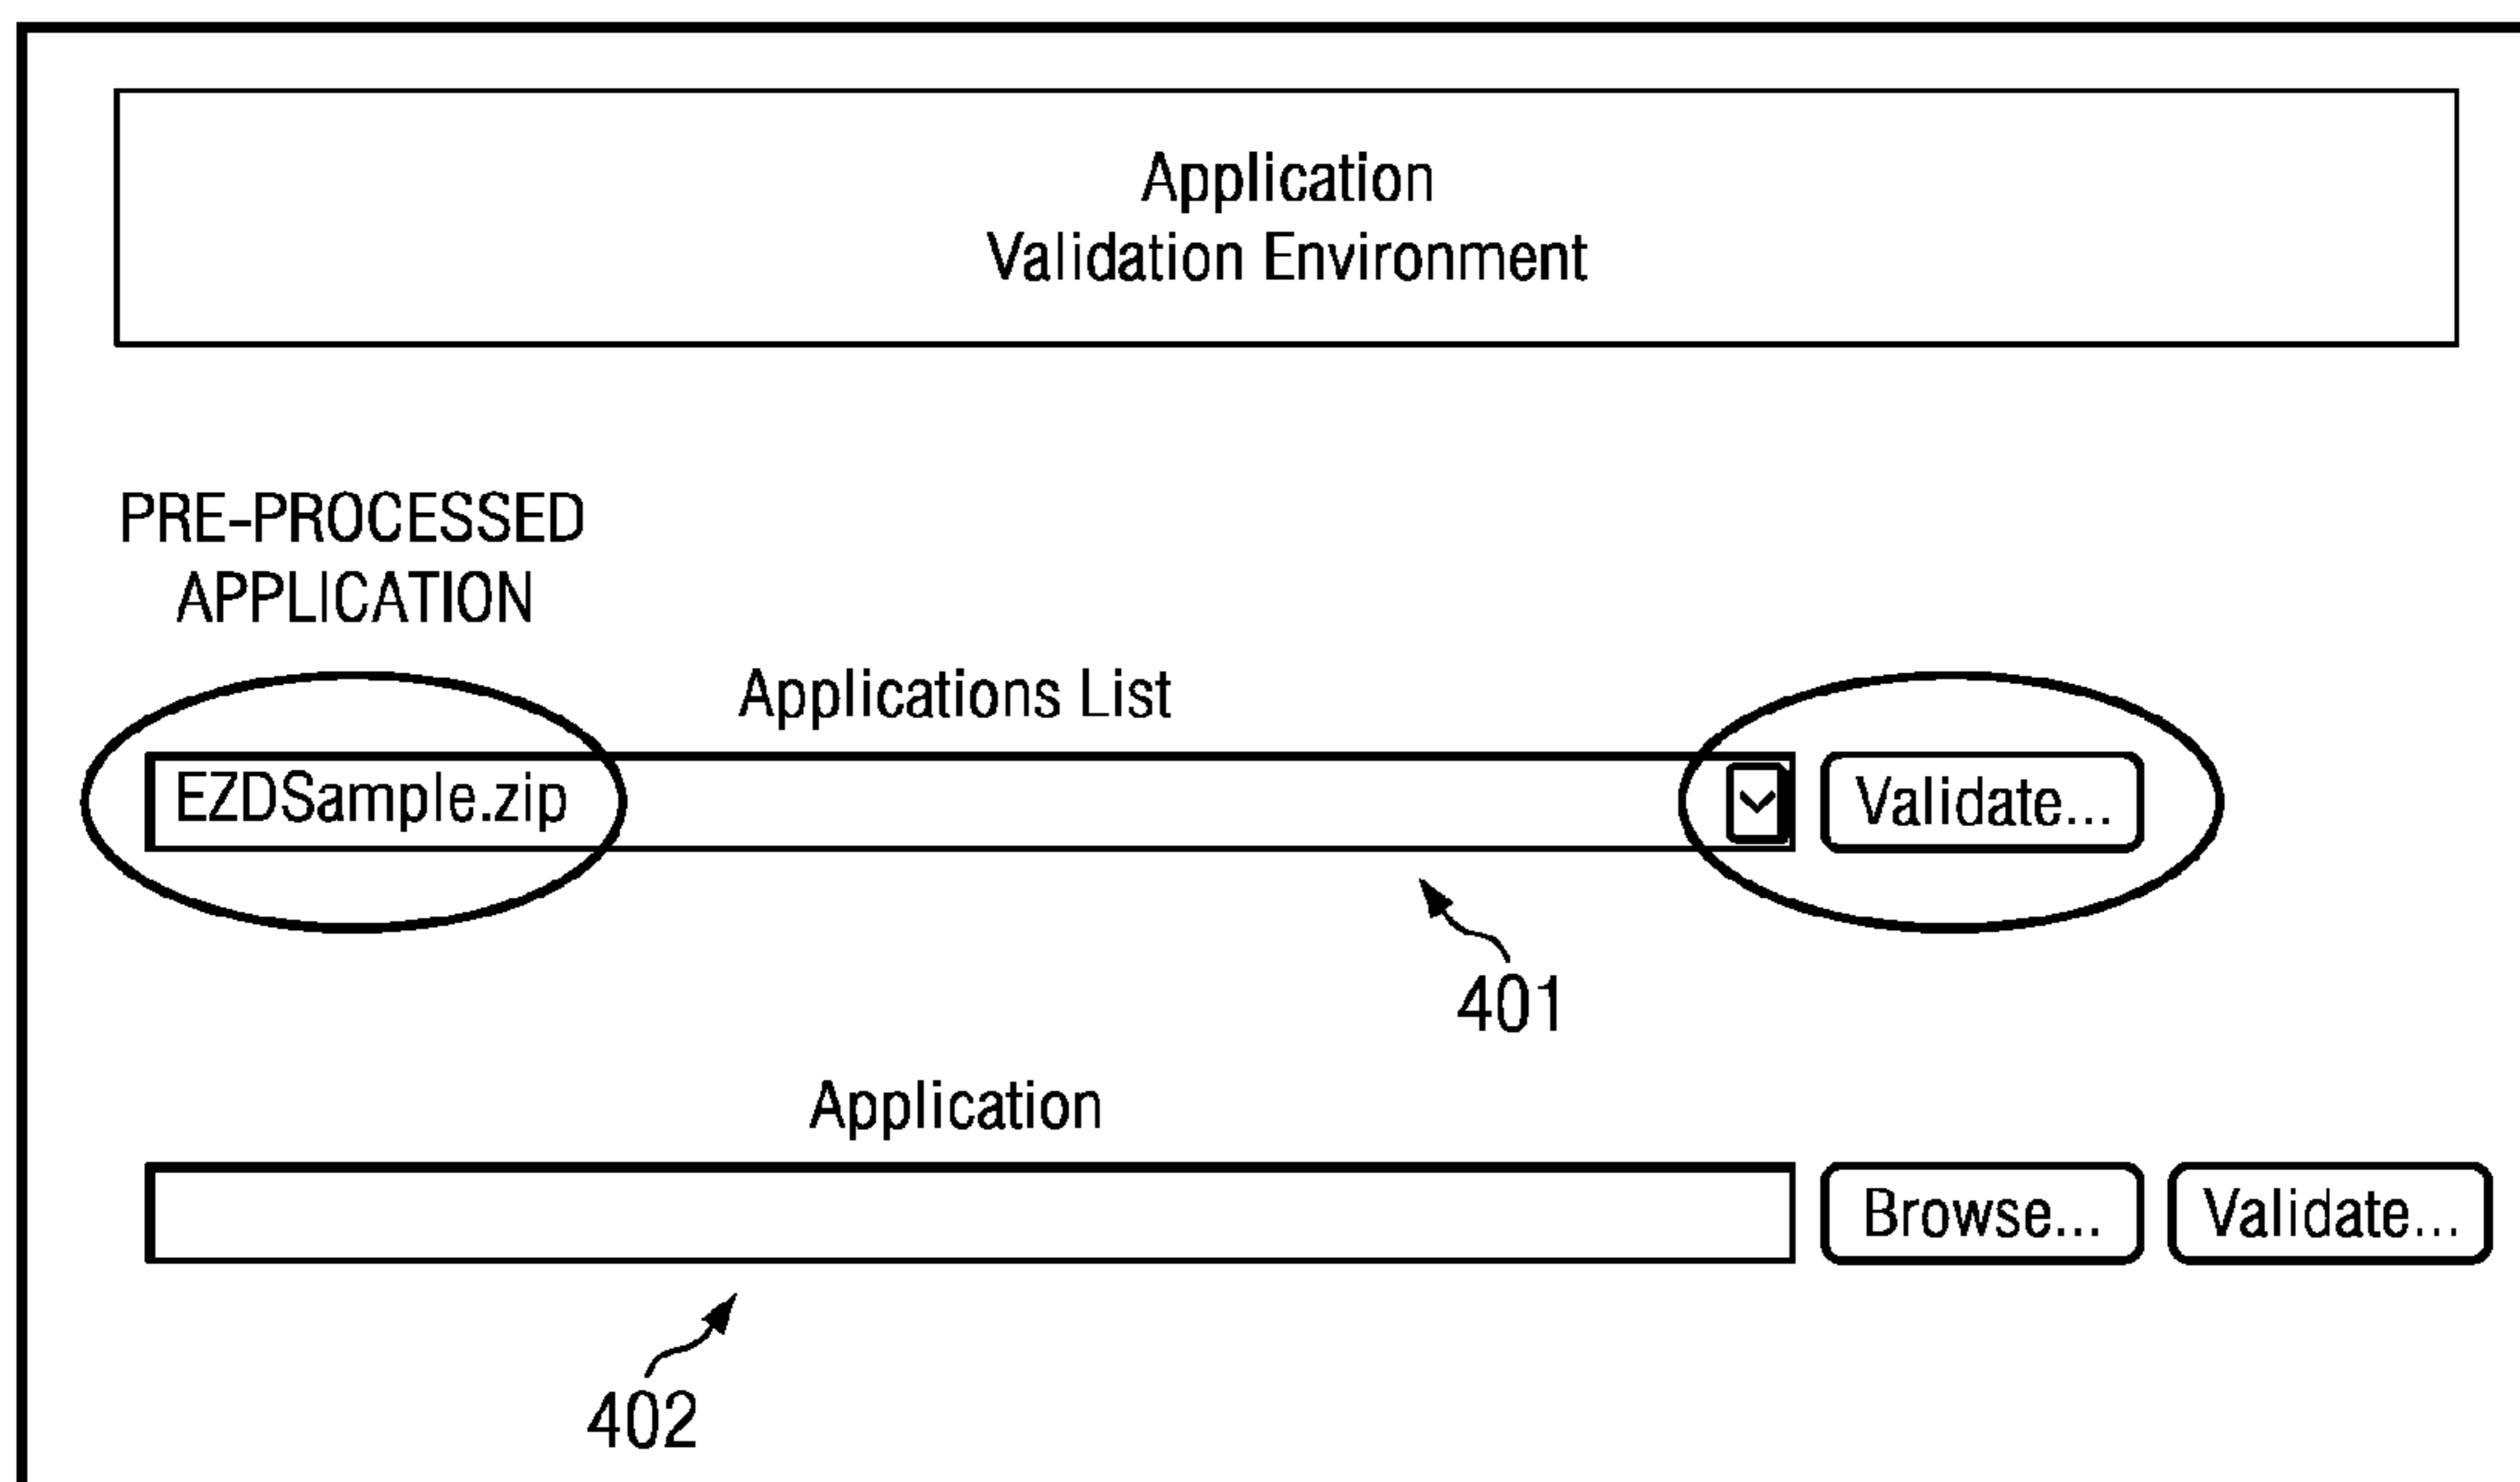 Application
Validation Environment
PRE-PROCESSED
APPLICATION
Applications List
EZDSample.zip
Validate...
401
Application
Browse...
Validate...
402